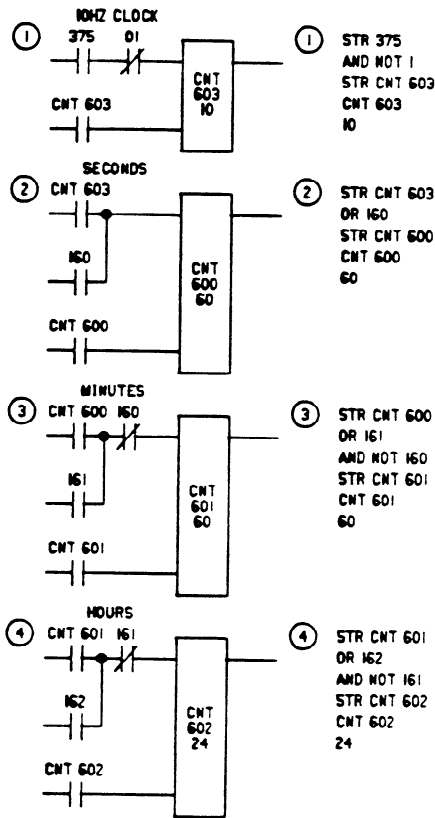 10HZ CLOCK
1
375 01
CNT
603
10
CNT 603
1
STR 375
AND NOT 1
STR CNT 603
CNT 603
10
SECONDS
2
CNT 603
160
CNT
600
60
CNT 600
2
STR CNT 603
OR 160
STR CNT 600
CNT 600
60
MINUTES
3
CNT 600 160
161
CNT
601
60
CNT 601
3
STR CNT 600
OR 161
AND NOT 160
STR CNT 601
CNT 601
60
HOURS
4
CNT 601 161
162
CNT
602
24
CNT 602
4
STR CNT 601
OR 162
AND NOT 161
STR CNT 602
CNT 602
24